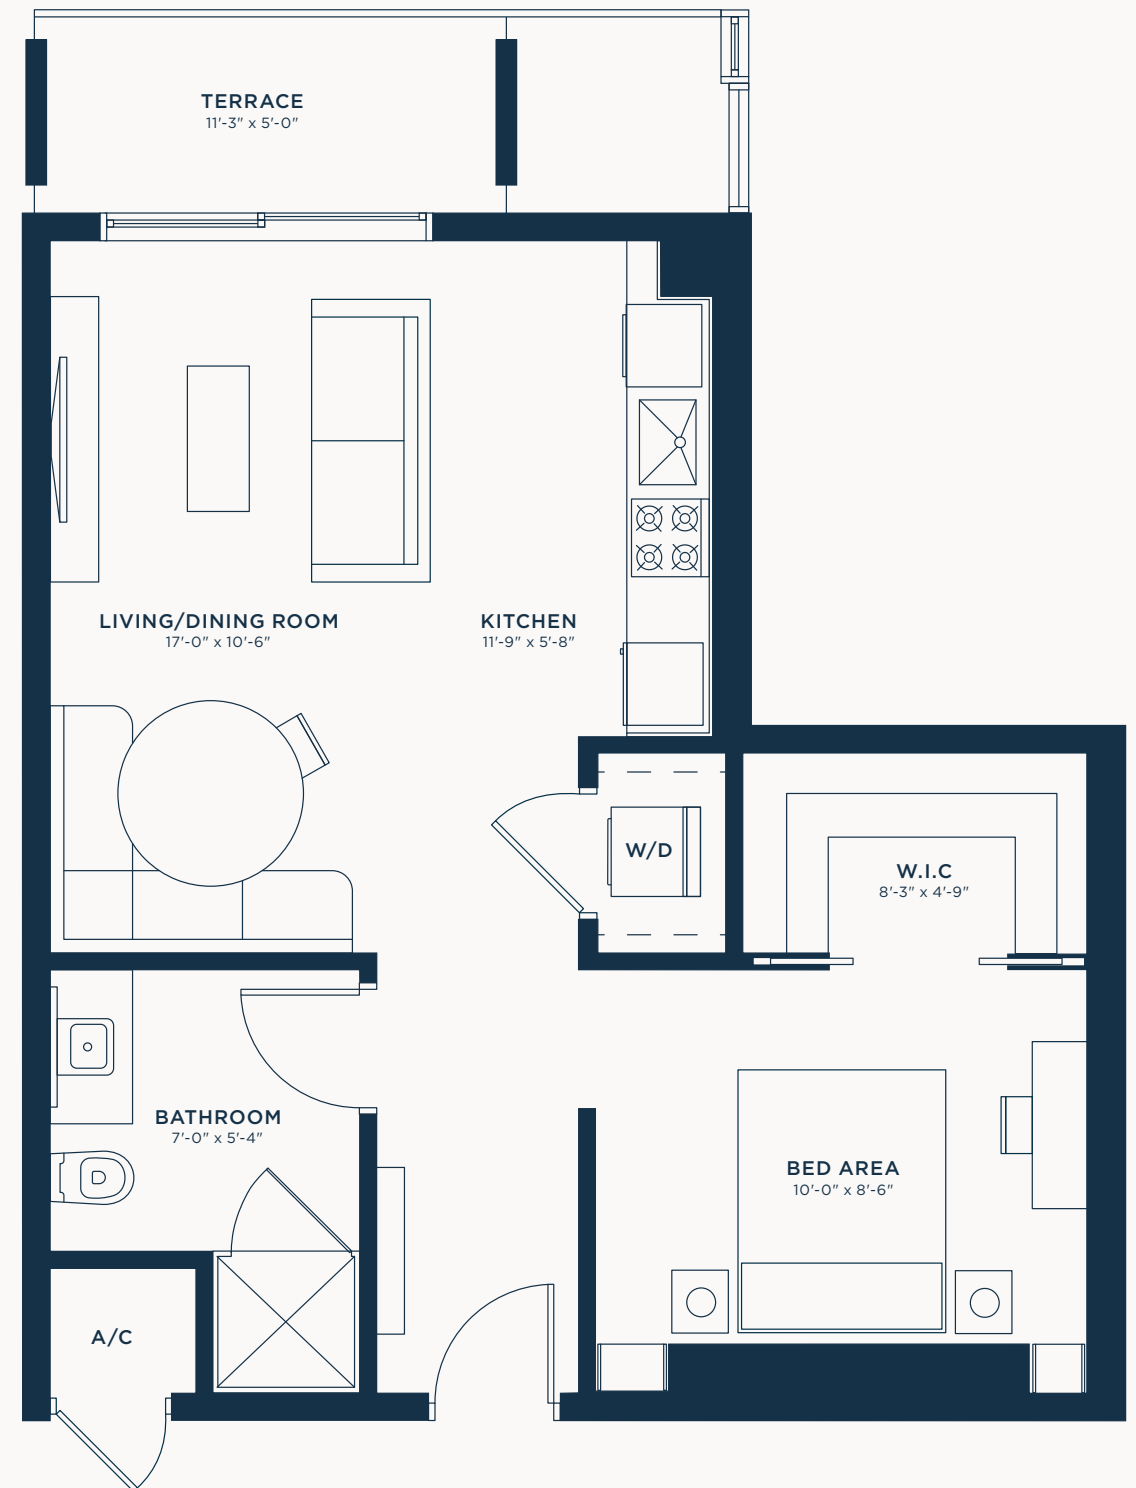 TERRACE
11'-3" x 5'-0"
LIVING/DINING ROOM
17'-0" x 10'-6"
KITCHEN
11'-9" x 5'-8"
W/D
W.I.C
8'-3" x 4'-9"
BATHROOM
7'-0" x 5'-4"
BED AREA
10'-0" x 8'-6"
A/C